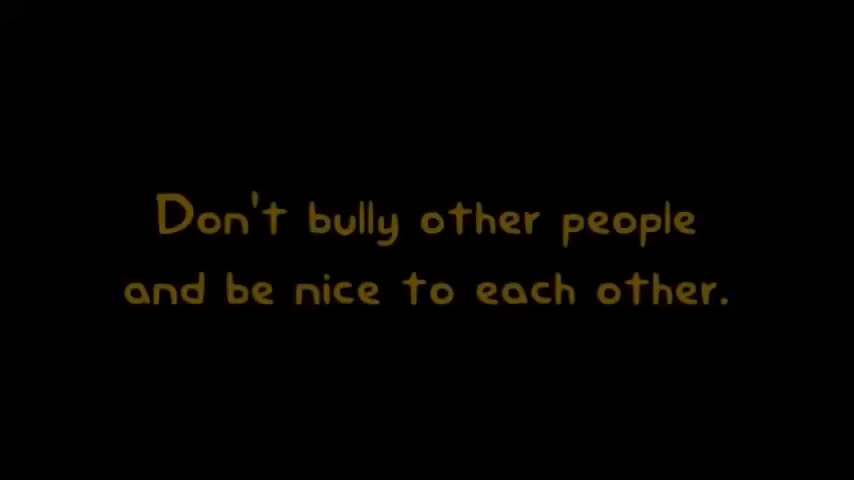 Don't bully other people
and be nice to each other.